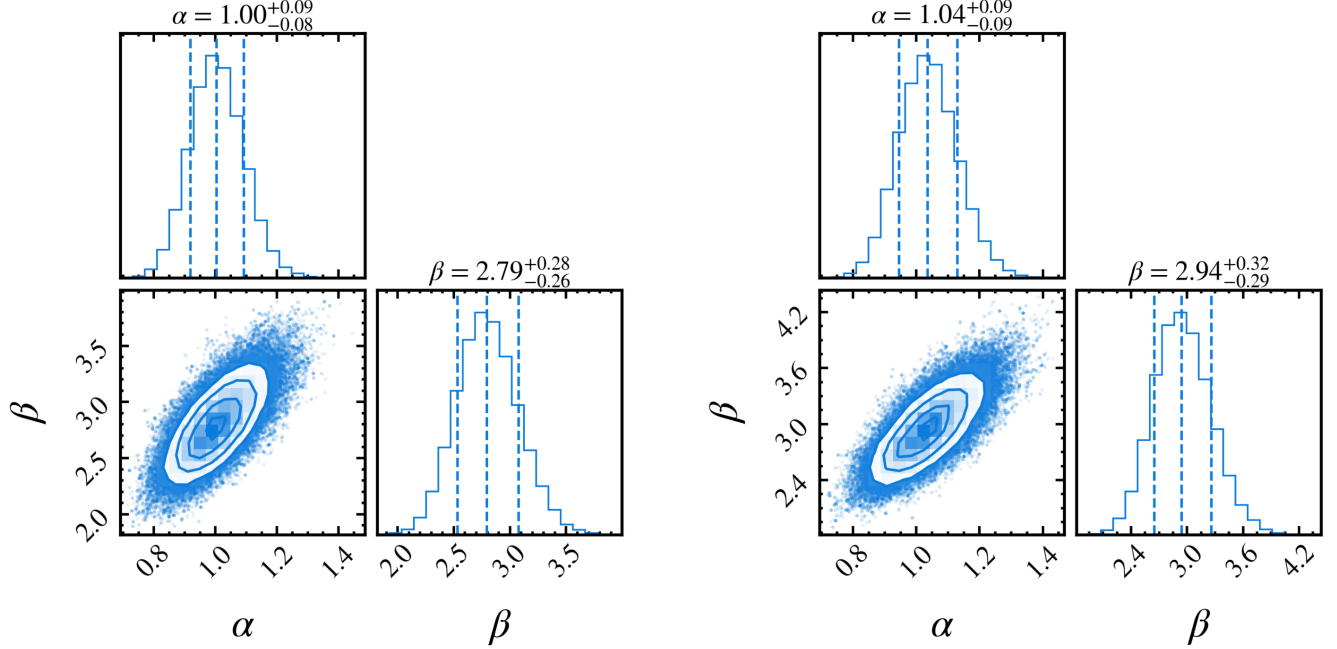 α = 1.00+0.09−0.08
β = 2.79+0.28−0.26
3.5
3.0
2.5
2.0
β
0.8 1.0 1.2 1.4
α
2.0 2.5 3.0 3.5
β
α = 1.04+0.09−0.09
β = 2.94+0.32−0.29
4.2
3.6
3.0
2.4
β
0.8 1.0 1.2 1.4
α
2.4 3.0 3.6 4.2
β